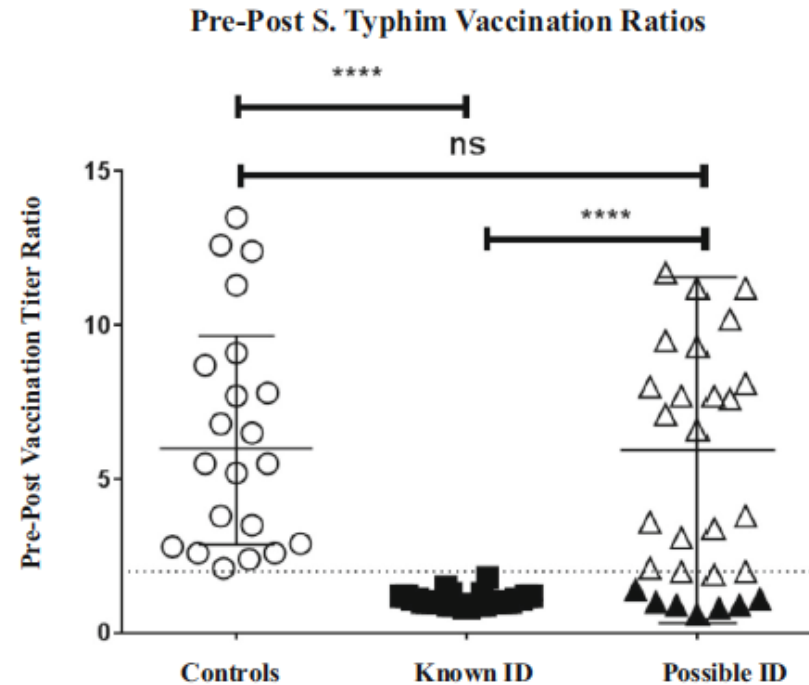 Pre-Post S. Typhim Vaccination Ratios
****
ns
****
Pre-Post Vaccination Titer Ratio
15
10
5
0
Controls Known ID Possible ID